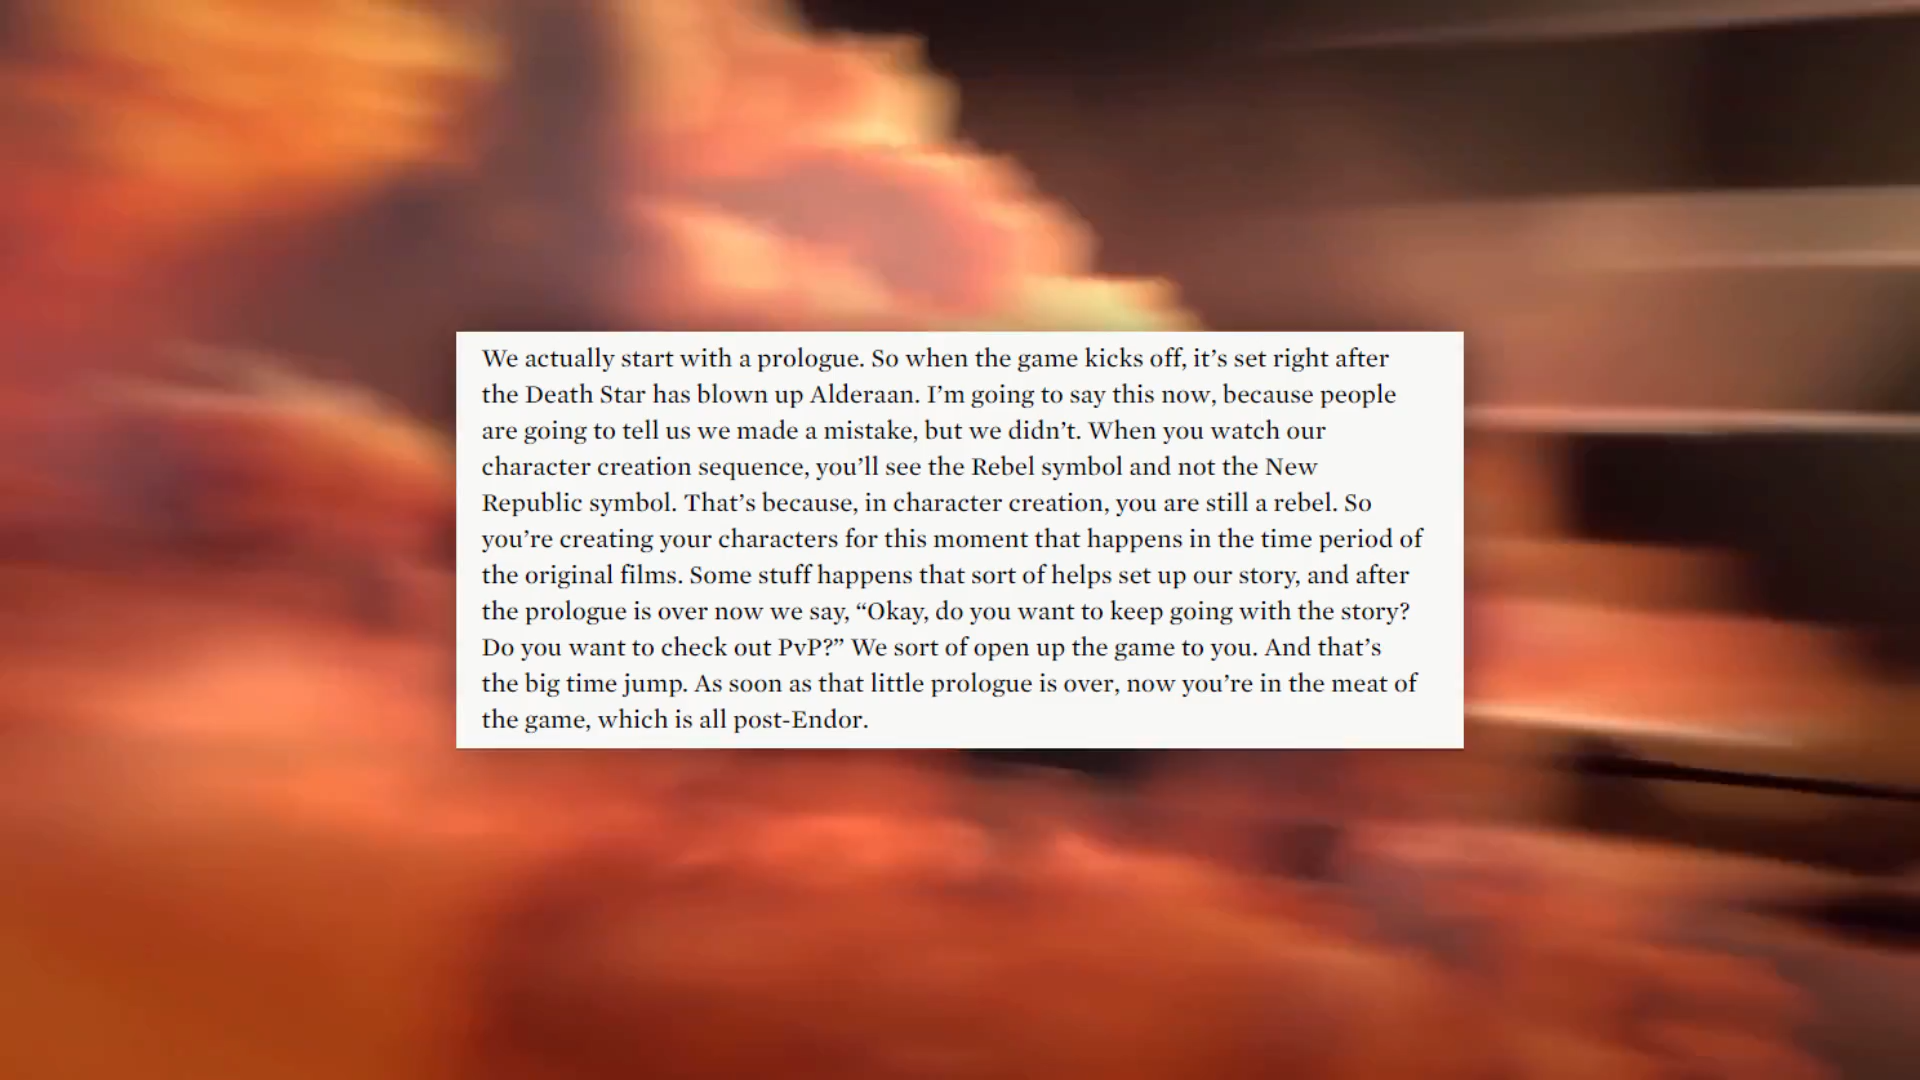 We actually start with a prologue. So when the game kicks off, it’s set right after
the Death Star has blown up Alderaan. I’m going to say this now, because people
are going to tell us we made a mistake, but we didn’t. When you watch our
character creation sequence, you’ll see the Rebel symbol and not the New
Republic symbol. That’s because, in character creation, you are still a rebel. So
you’re creating your characters for this moment that happens in the time period of
the original films. Some stuff happens that sort of helps set up our story, and after
the prologue is over now we say, “Okay, do you want to keep going with the story?
Do you want to check out PvP?” We sort of open up the game to you. And that’s
the big time jump. As soon as that little prologue is over, now you’re in the meat of
the game, which is all post-Endor.